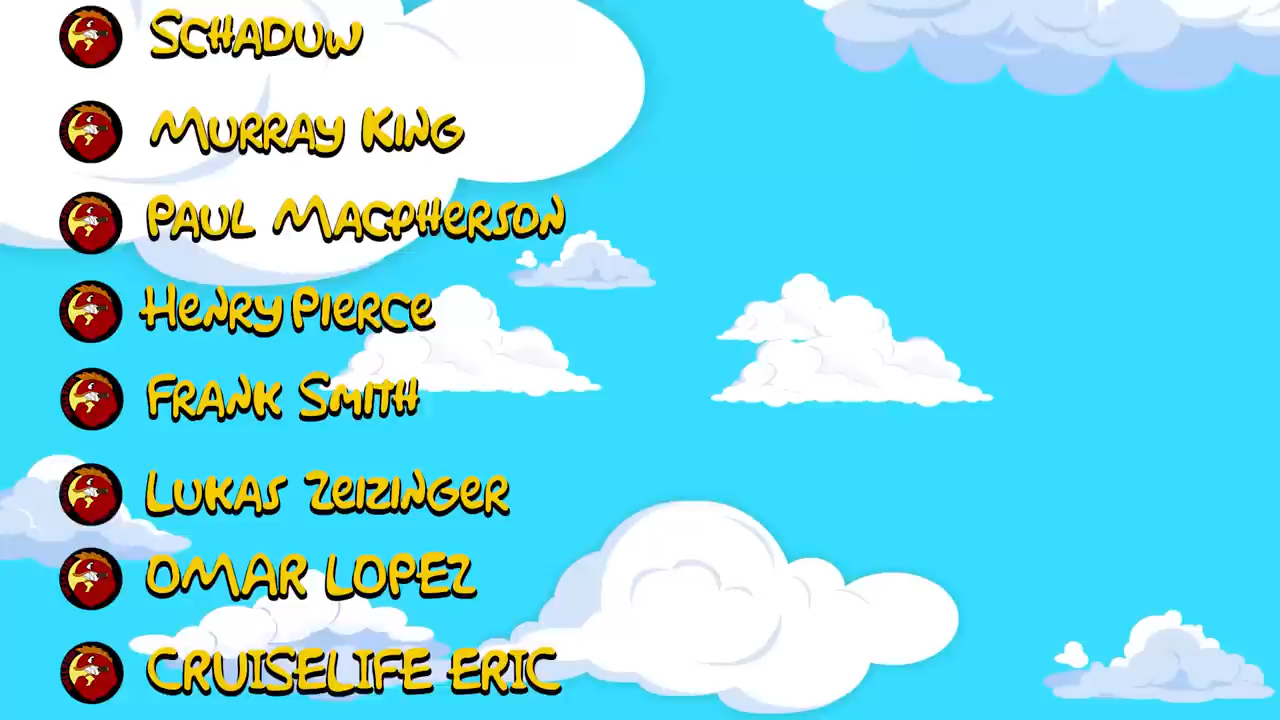 Schaduw
Murray King
Paul Macpherson
Henry Pierce
Frank Smith
Lukas Zeizinger
OMAR LOPEZ
CRUISELIFE ERIC